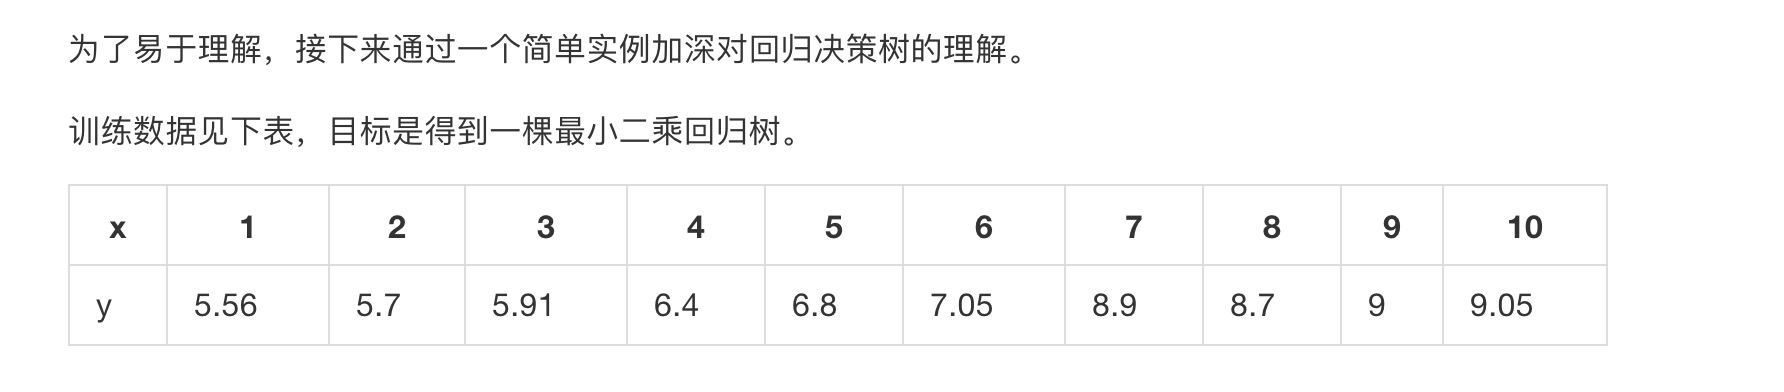 为了易于理解，接下来通过一个简单实例加深对回归决策树的理解。
训练数据见下表，目标是得到一棵最小二乘回归树。
x 1 2 3 4 5 6 7 8 9 10
y 5.56 5.7 5.91 6.4 6.8 7.05 8.9 8.7 9 9.05